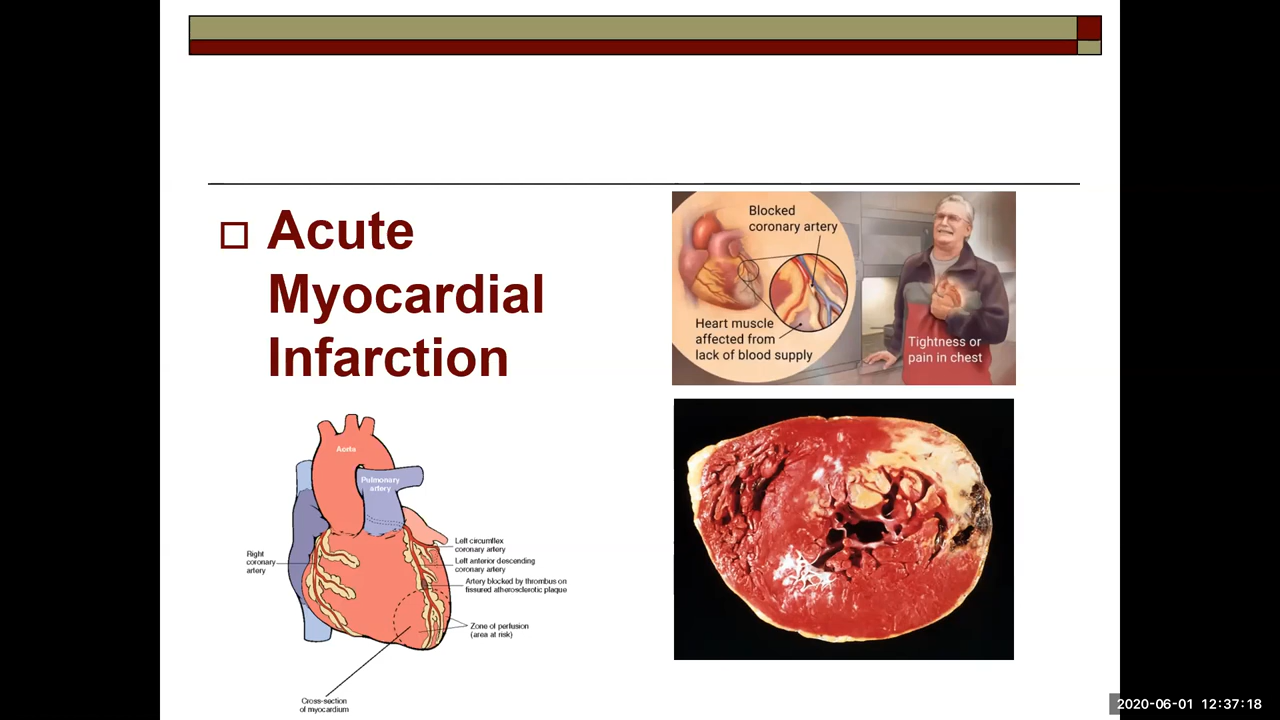 Acute
Myocardial
Infarction
Blocked
coronary artery
Heart muscle
affected from
lack of blood supply
Tightness or
pain in chest
Aorta
Pulmonary
artery
Right
coronary
artery
Left circumflex
coronary artery
Left anterior descending
coronary artery
Artery blocked by thrombus on
fissured atherosclerotic plaque
Zone of perfusion
(area at risk)
Cross-section
of myocardium
2020-06-01 12:37:18